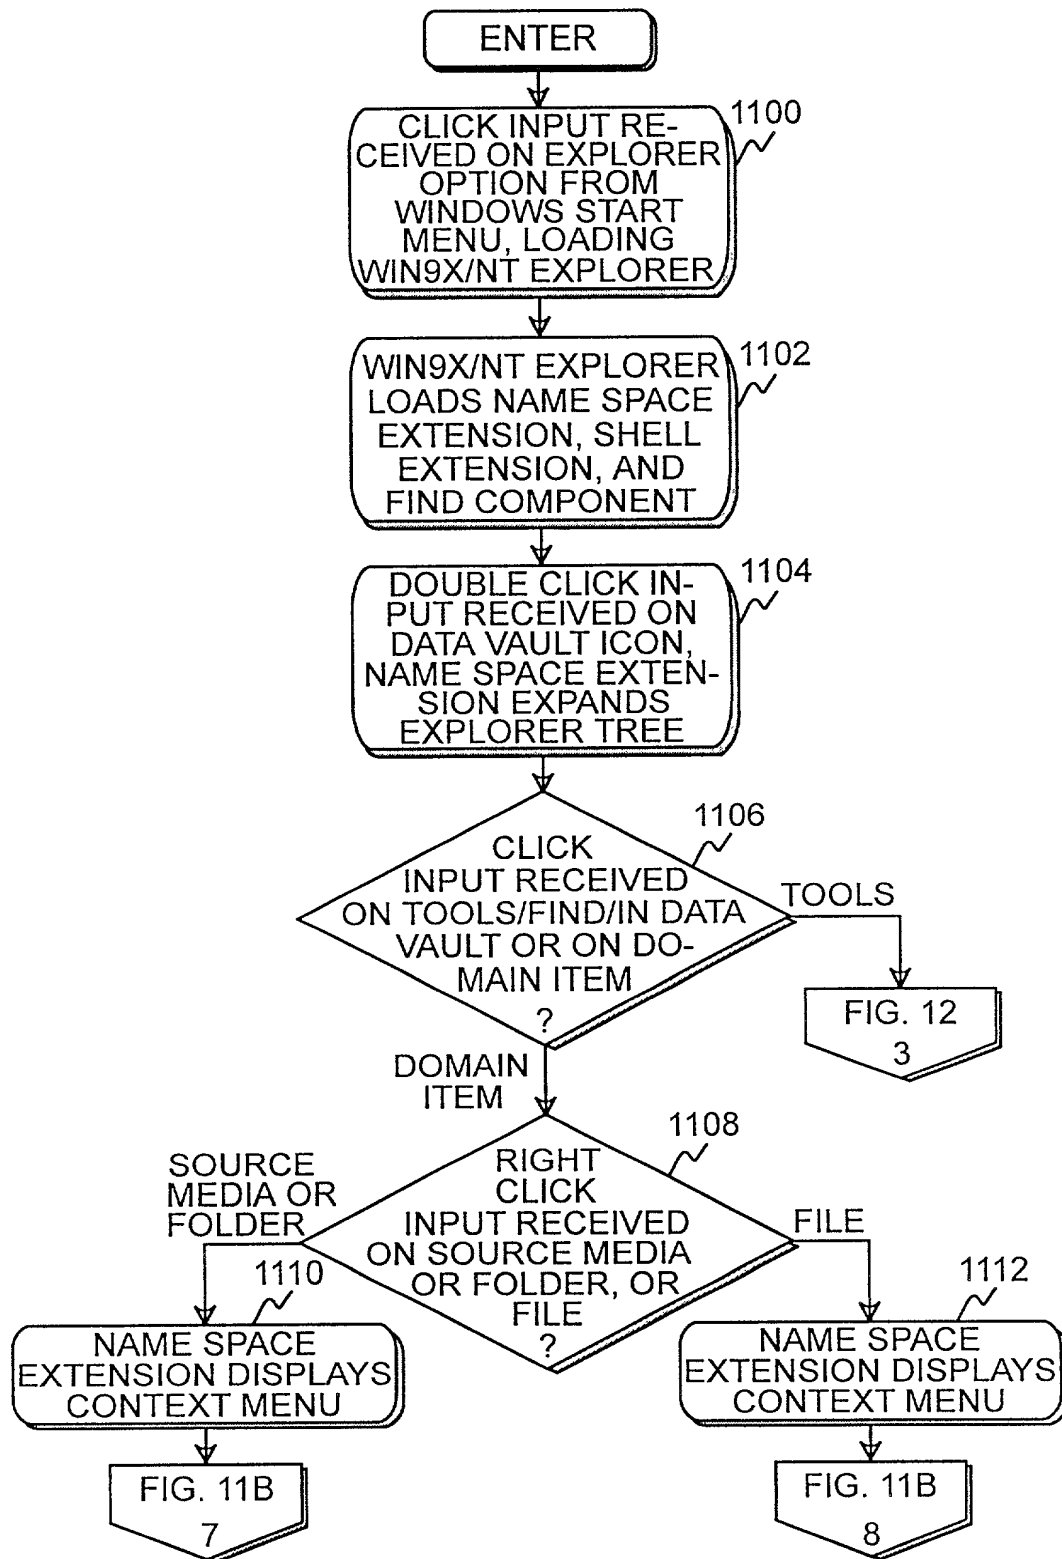 ENTER
1100
CLICK INPUT RE-
CEIVED ON EXPLORER
OPTION FROM
WINDOWS START
MENU, LOADING
WIN9X/NT EXPLORER
1102
WIN9X/NT EXPLORER
LOADS NAME SPACE
EXTENSION, SHELL
EXTENSION, AND
FIND COMPONENT
1104
DOUBLE CLICK IN-
PUT RECEIVED ON
DATA VAULT ICON,
NAME SPACE EXTEN-
SION EXPANDS
EXPLORER TREE
1106
CLICK
INPUT RECEIVED
ON TOOLS/FIND/IN DATA
VAULT OR ON DO-
MAIN ITEM
?
TOOLS
FIG. 12
3
DOMAIN
ITEM
1108
RIGHT
CLICK
INPUT RECEIVED
ON SOURCE MEDIA
OR FOLDER, OR
FILE
?
SOURCE
MEDIA OR
FOLDER
FILE
1110
NAME SPACE
EXTENSION DISPLAYS
CONTEXT MENU
FIG. 11B
7
1112
NAME SPACE
EXTENSION DISPLAYS
CONTEXT MENU
FIG. 11B
8